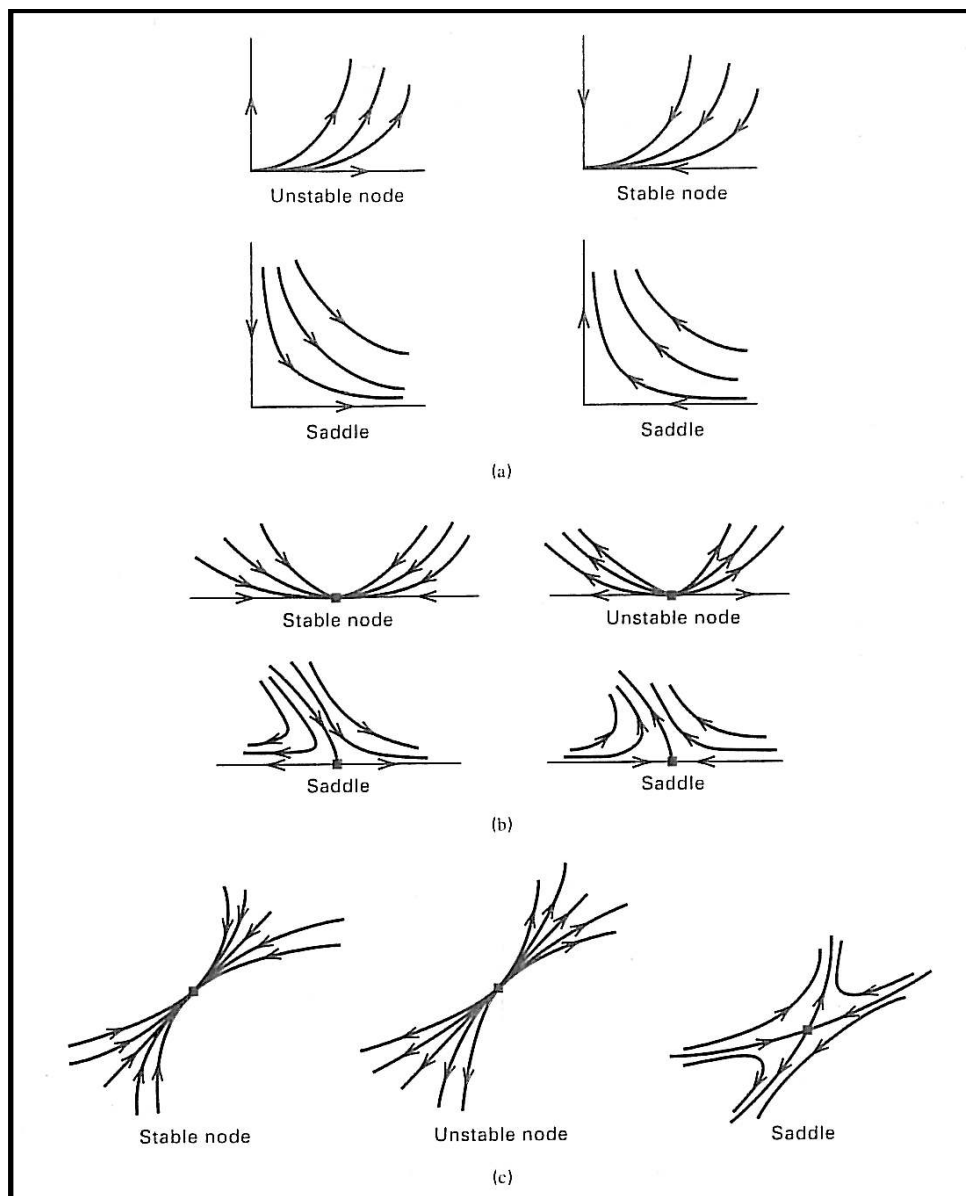 Unstable node
Stable node
Saddle
Saddle
(a)
Stable node
Unstable node
Saddle
Saddle
(b)
Stable node
Unstable node
Saddle
(c)